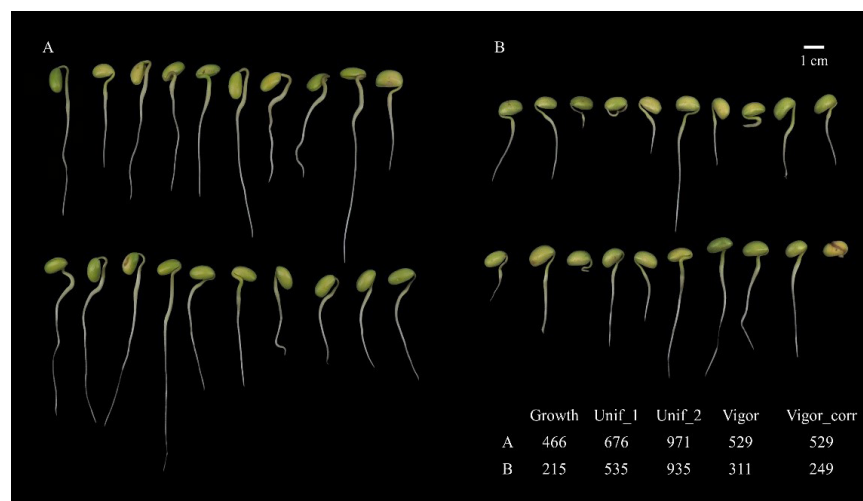 A
B
1 cm
Growth Unif_1 Unif_2 Vigor Vigor_corr
A 466 676 971 529 529
B 215 535 935 311 249